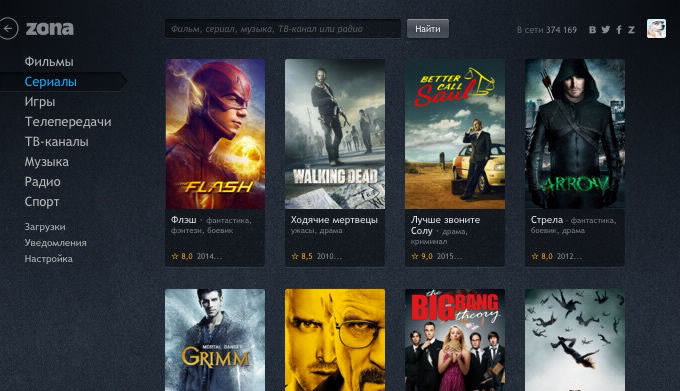 zona
Фильм, сериал, музыка, ТВ-канал или радио
Найти
В сети 374 169
Фильмы
Сериалы
Игры
Телепередачи
ТВ-каналы
Музыка
Радио
Спорт
Загрузки
Уведомления
Настройка
FLASH
Флэш · фантастика,
фэнтези, боевик
8,0 2014...
WALKING DEAD
Ходячие мертвецы
ужасы, драма
8,5 2010...
BETTER
CALL
Saul
Лучше звоните
Солу · драма,
криминал
9,0 2015...
ARROW
Стрела · фантастика,
боевик, драма
8,0 2012...
GRIMM
the
BIG BANG
theory